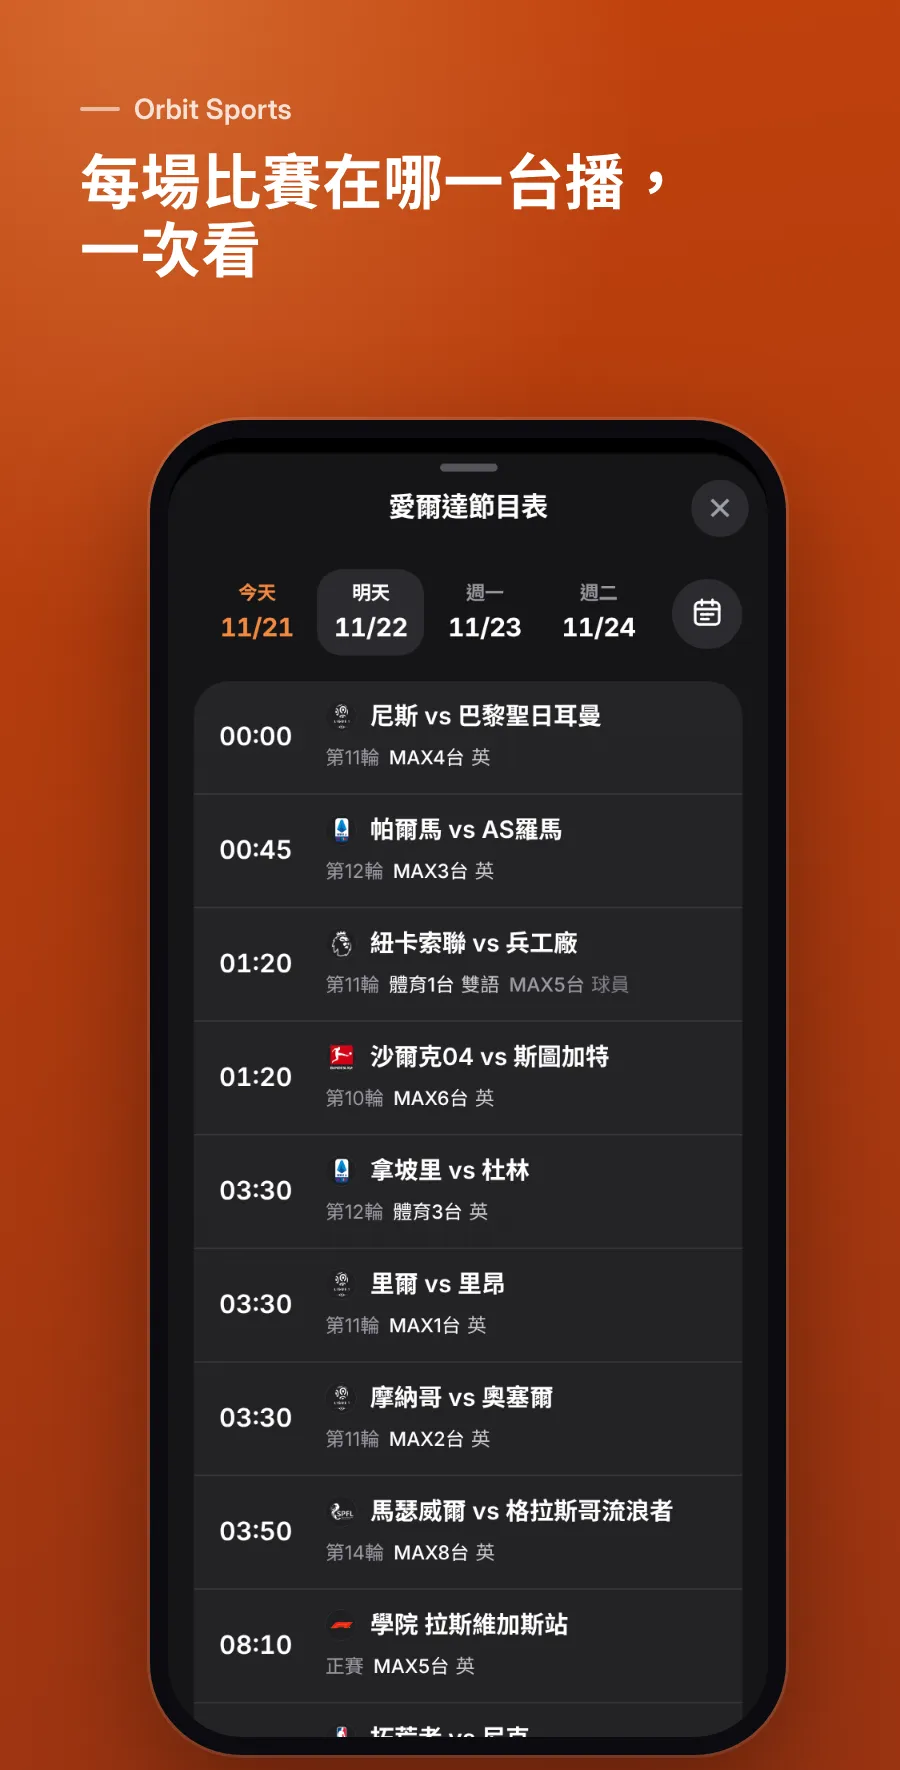 Orbit Sports
每場比賽在哪一台播，
一次看
愛爾達節目表
今天 明天 週一 週二
11/21 11/22 11/23 11/24
00:00 尼斯 vs 巴黎聖日耳曼
第11輪 MAX4台 英
00:45 帕爾馬 vs AS羅馬
第12輪 MAX3台 英
01:20 紐卡索聯 vs 兵工廠
第11輪 體育1台 雙語 MAX5台 球員
01:20 沙爾克04 vs 斯圖加特
第10輪 MAX6台 英
03:30 拿坡里 vs 杜林
第12輪 體育3台 英
03:30 里爾 vs 里昂
第11輪 MAX1台 英
03:30 摩納哥 vs 奧塞爾
第11輪 MAX2台 英
03:50 SPFL 馬瑟威爾 vs 格拉斯哥流浪者
第14輪 MAX8台 英
08:10 學院 拉斯維加斯站
正賽 MAX5台 英
拓荒者 vs 尼克